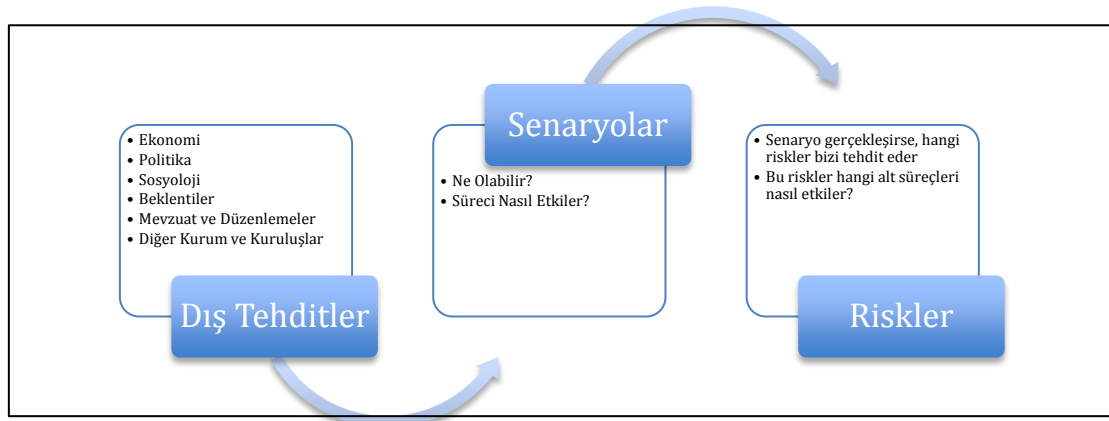 • Ekonomi
• Politika
• Sosyoloji
• Beklentiler
• Mevzuat ve Düzenlemeler
• Diğer Kurum ve Kuruluşlar
Dış Tehditler
Senaryolar
• Ne Olabilir?
• Süreci Nasıl Etkiler?
• Senaryo gerçekleşirse, hangi
riskler bizi tehdit eder
• Bu riskler hangi alt süreçleri
nasıl etkiler?
Riskler